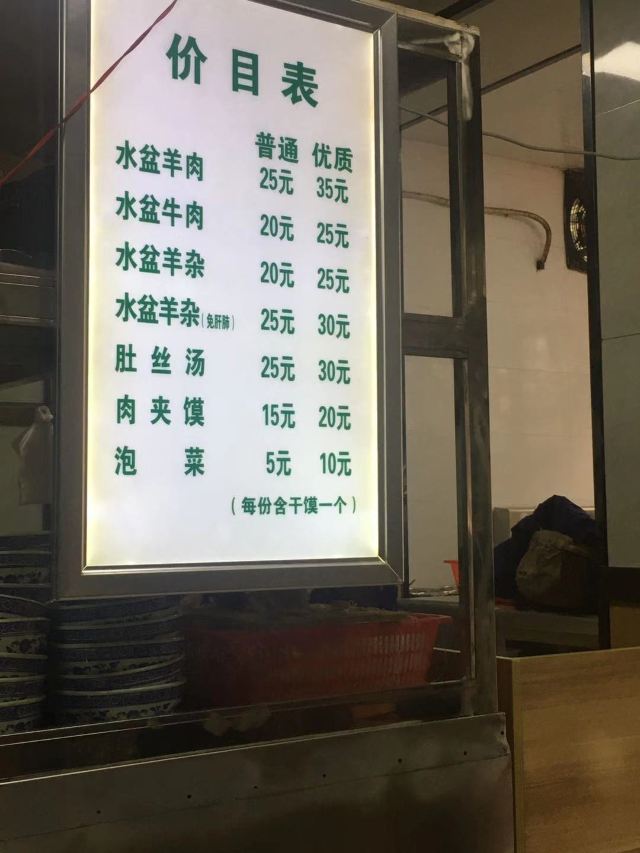 价目表
普通 优质
水盆羊肉 25元 35元
水盆牛肉 20元 25元
水盆羊杂 20元 25元
水盆羊杂(免肝肺) 25元 30元
肚丝汤 25元 30元
肉夹馍 15元 20元
泡菜 5元 10元
(每份含干馍一个)